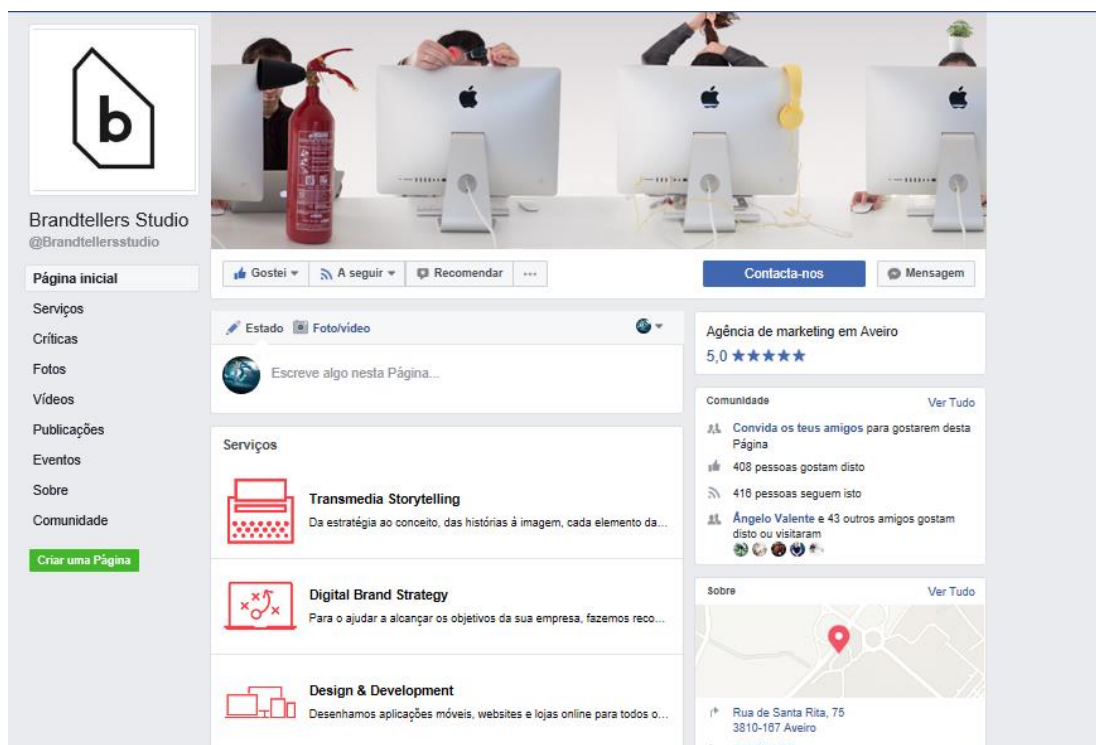 b
Brandtellers Studio
@Brandtellersstudio
Página inicial
Serviços
Críticas
Fotos
Vídeos
Publicações
Eventos
Sobre
Comunidade
Criar uma Página
Gostei
A seguir
Recomendar
...
Contacta-nos
Mensagem
Estado
Foto/vídeo
Escreve algo nesta Página...
Serviços
Transmedia Storytelling
Da estratégia ao conceito, das histórias à imagem, cada elemento da...
Digital Brand Strategy
Para o ajudar a alcançar os objetivos da sua empresa, fazemos reco...
Design & Development
Desenhamos aplicações móveis, websites e lojas online para todos o...
Agência de marketing em Aveiro
5,0 ★★★★★
Comunidade
Ver Tudo
Convida os teus amigos para gostarem desta
Página
408 pessoas gostam disto
416 pessoas seguem isto
Ângelo Valente e 43 outros amigos gostam
disto ou visitaram
Sobre
Ver Tudo
Rua de Santa Rita, 75
3810-167 Aveiro